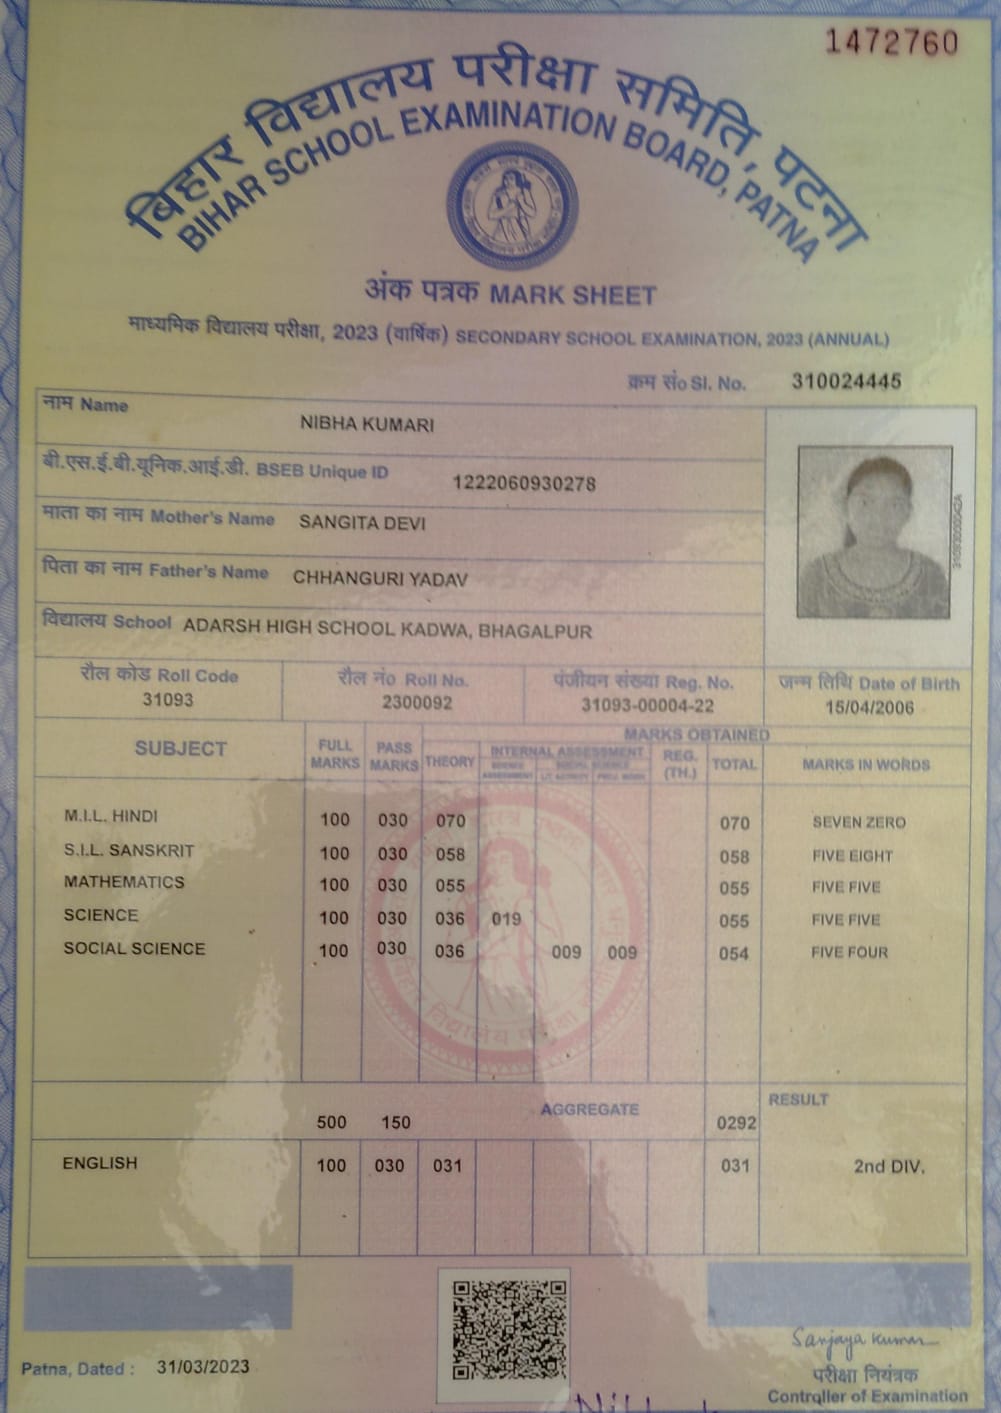 1472760
बिहार विद्यालय परीक्षा समिति, पटना
BIHAR SCHOOL EXAMINATION BOARD, PATNA
अंक पत्रक MARK SHEET
माध्यमिक विद्यालय परीक्षा, 2023 (वार्षिक) SECONDARY SCHOOL EXAMINATION, 2023 (ANNUAL)
क्रम सं० Sl. No. 310024445
नाम Name NIBHA KUMARI
बी.एस.ई.बी.यूनिक.आई.डी. BSEB Unique ID 1222060930278
माता का नाम Mother's Name SANGITA DEVI
पिता का नाम Father's Name CHHANGURI YADAV
विद्यालय School ADARSH HIGH SCHOOL KADWA, BHAGALPUR
रौल कोड Roll Code रौल नं० Roll No. पंजीयन संख्या Reg. No. जन्म तिथि Date of Birth
31093 2300092 31093-00004-22 15/04/2006
SUBJECT FULL MARKS PASS MARKS THEORY MARKS OBTAINED
INTERNAL ASSESSMENT REG. (TH.) TOTAL MARKS IN WORDS
SCIENCE ASSESSMENT SOCIAL SCIENCE
M.I.L. HINDI 100 030 070 070 SEVEN ZERO
S.I.L. SANSKRIT 100 030 058 058 FIVE EIGHT
MATHEMATICS 100 030 055 055 FIVE FIVE
SCIENCE 100 030 036 019 055 FIVE FIVE
SOCIAL SCIENCE 100 030 036 009 009 054 FIVE FOUR
RESULT
500 150 AGGREGATE 0292
ENGLISH 100 030 031 031 2nd DIV.
Sanjaya Kumar
Patna, Dated : 31/03/2023
परीक्षा नियंत्रक
Controller of Examination